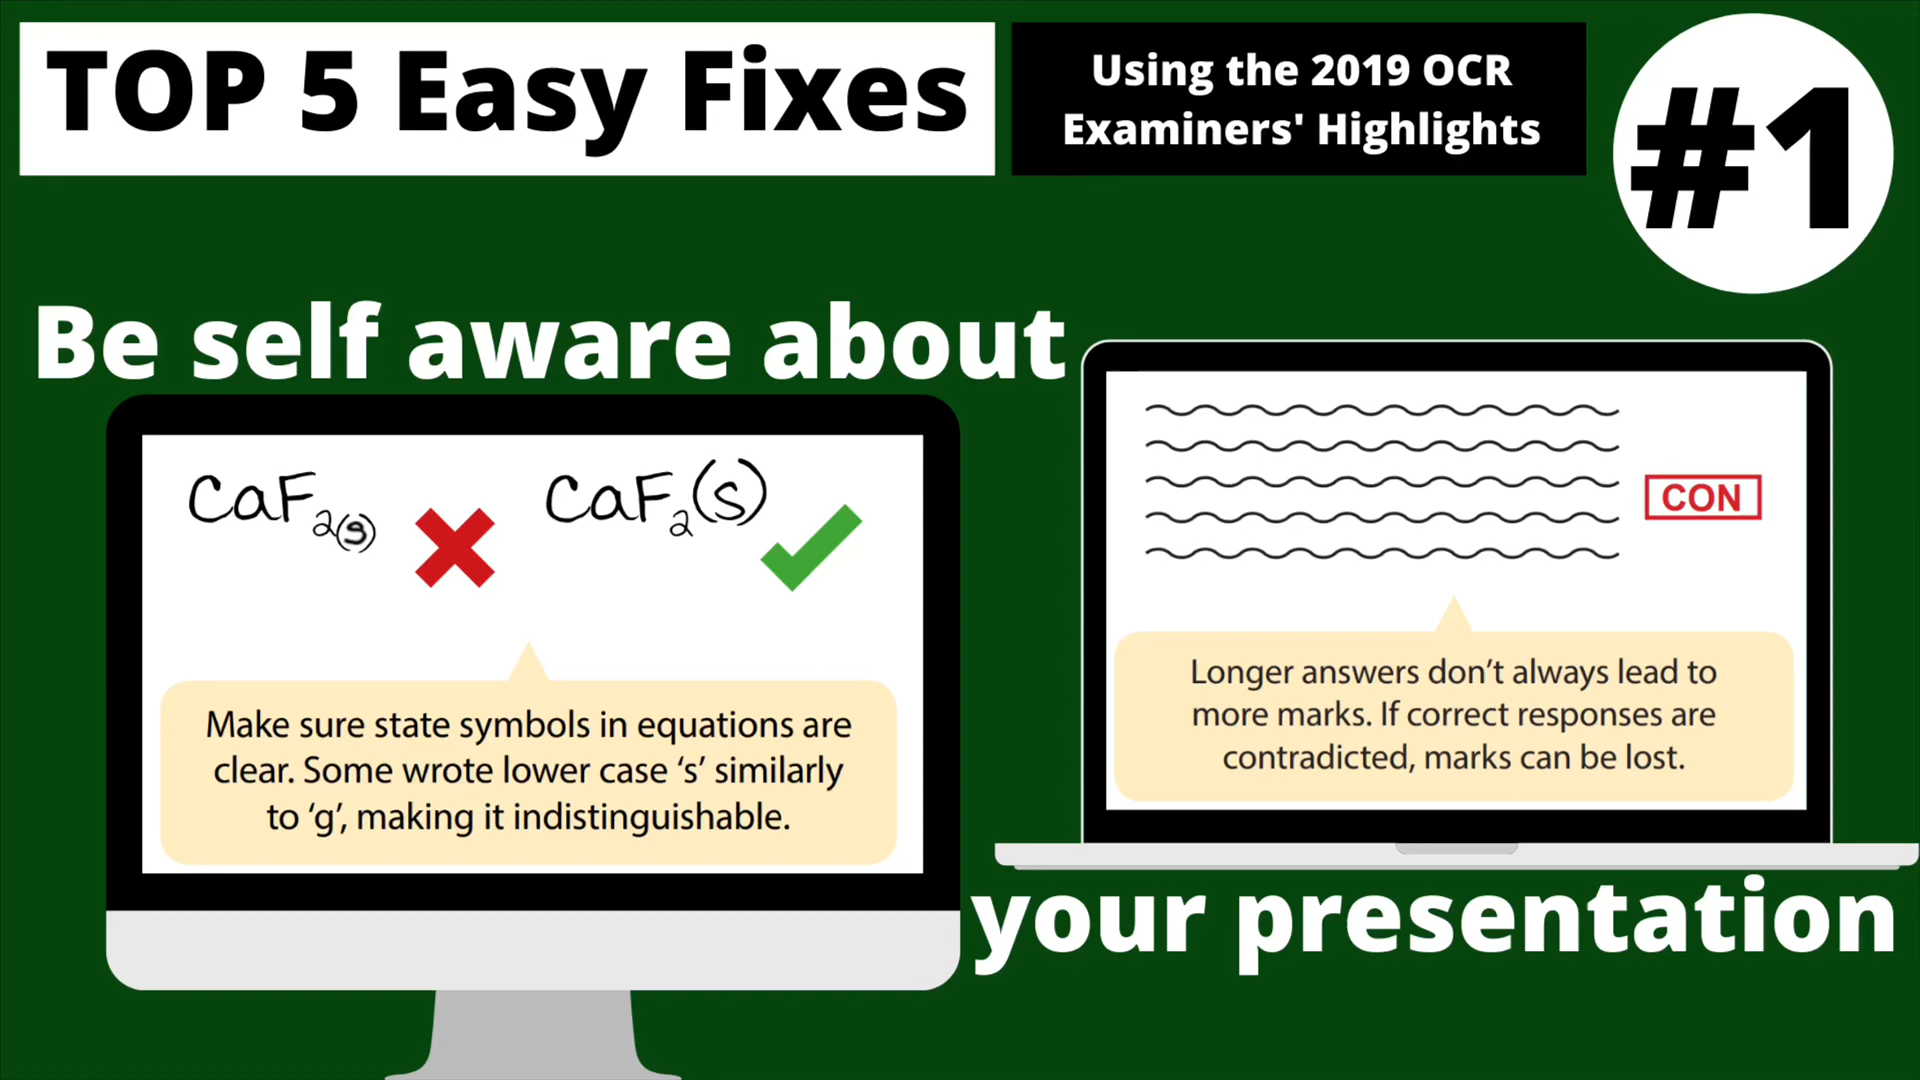 TOP 5 Easy Fixes
Using the 2019 OCR
Examiners' Highlights
#1
Be self aware about
CaF₂₍ₛ₎
CaF₂(s)
Make sure state symbols in equations are
clear. Some wrote lower case ‘s’ similarly
to ‘g’, making it indistinguishable.
CON
Longer answers don’t always lead to
more marks. If correct responses are
contradicted, marks can be lost.
your presentation